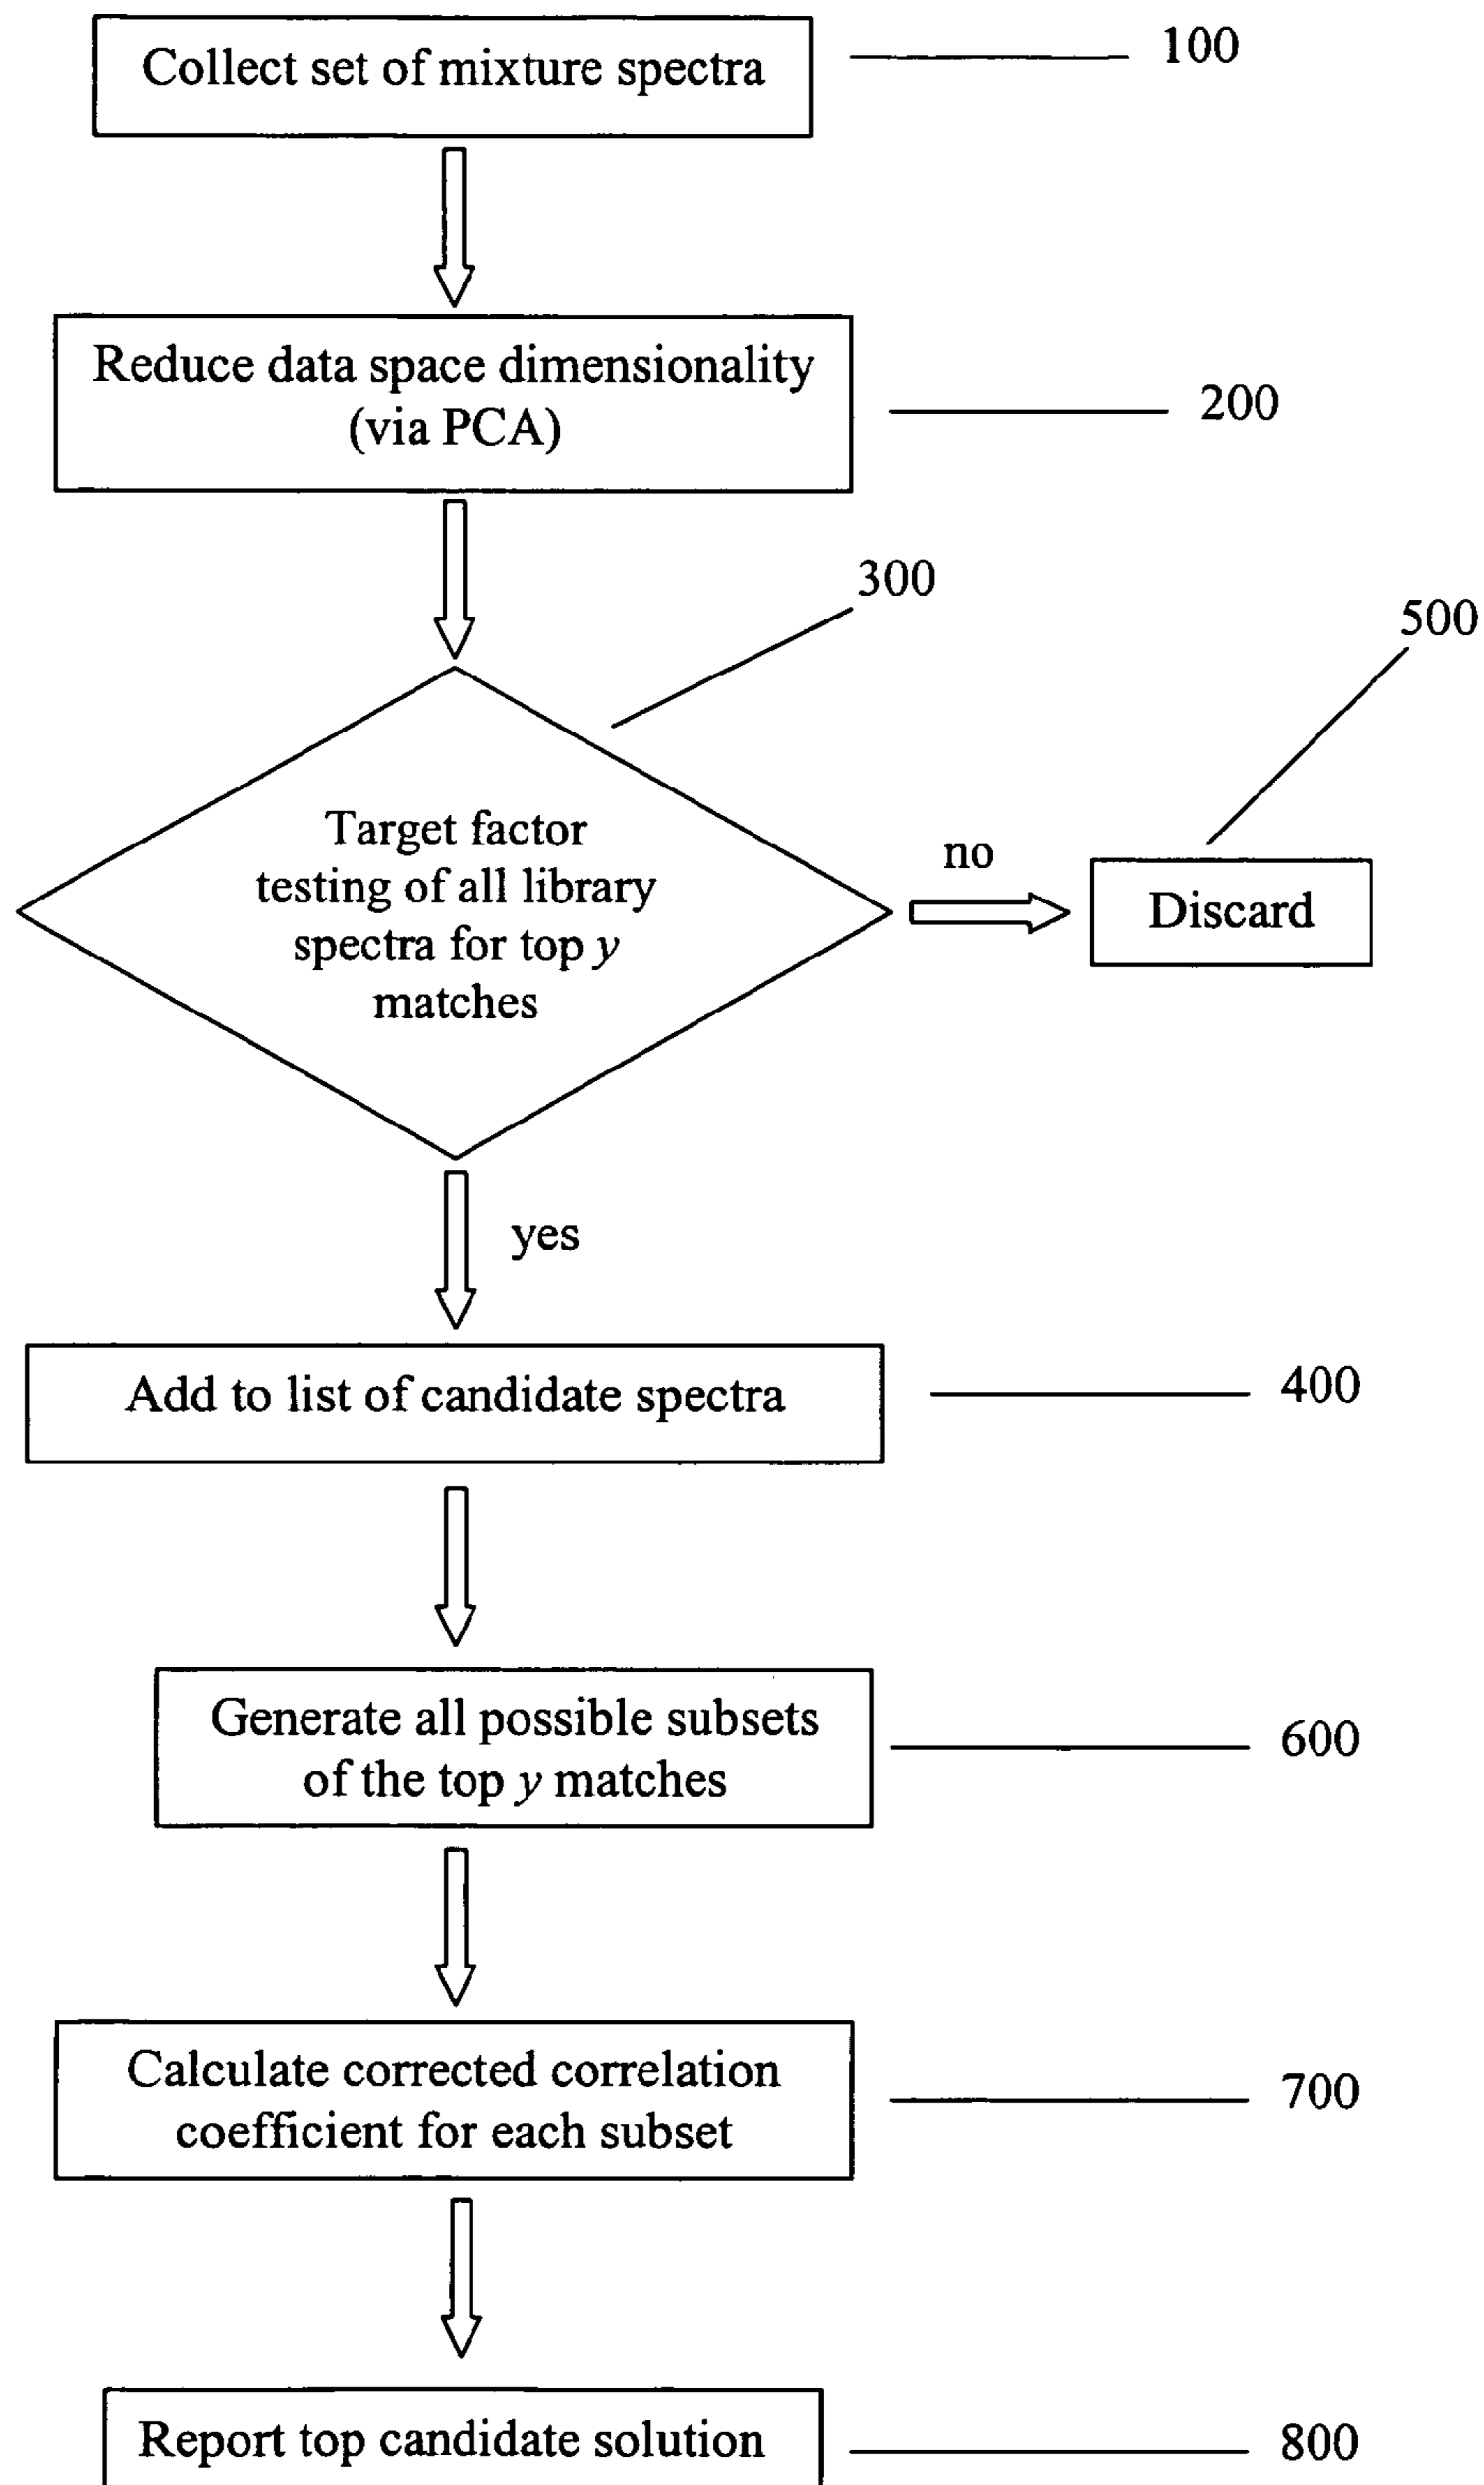 Collect set of mixture spectra
100
Reduce data space dimensionality
(via PCA)
200
300
500
Target factor
testing of all library
spectra for top y
matches
no
Discard
yes
Add to list of candidate spectra
400
Generate all possible subsets
of the top y matches
600
Calculate corrected correlation
coefficient for each subset
700
Report top candidate solution
800